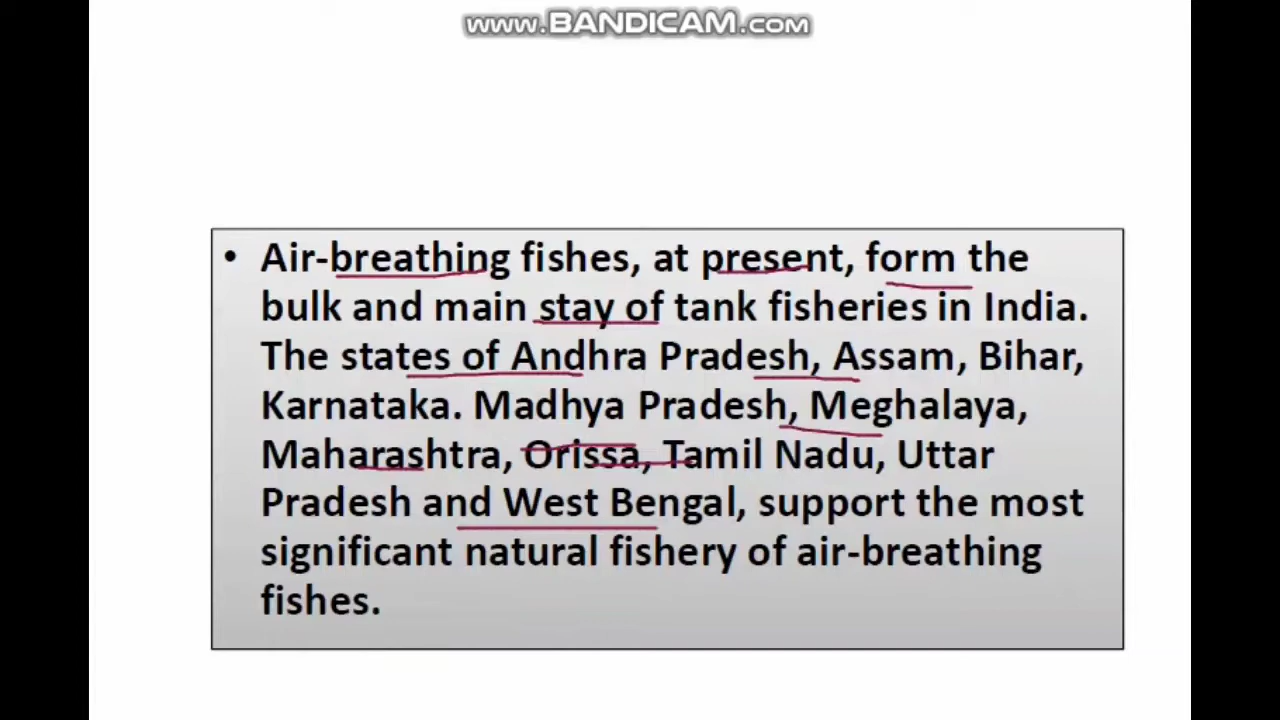 www.BANDICAM.com
• Air-breathing fishes, at present, form the
bulk and main stay of tank fisheries in India.
The states of Andhra Pradesh, Assam, Bihar,
Karnataka. Madhya Pradesh, Meghalaya,
Maharashtra, Orissa, Tamil Nadu, Uttar
Pradesh and West Bengal, support the most
significant natural fishery of air-breathing
fishes.